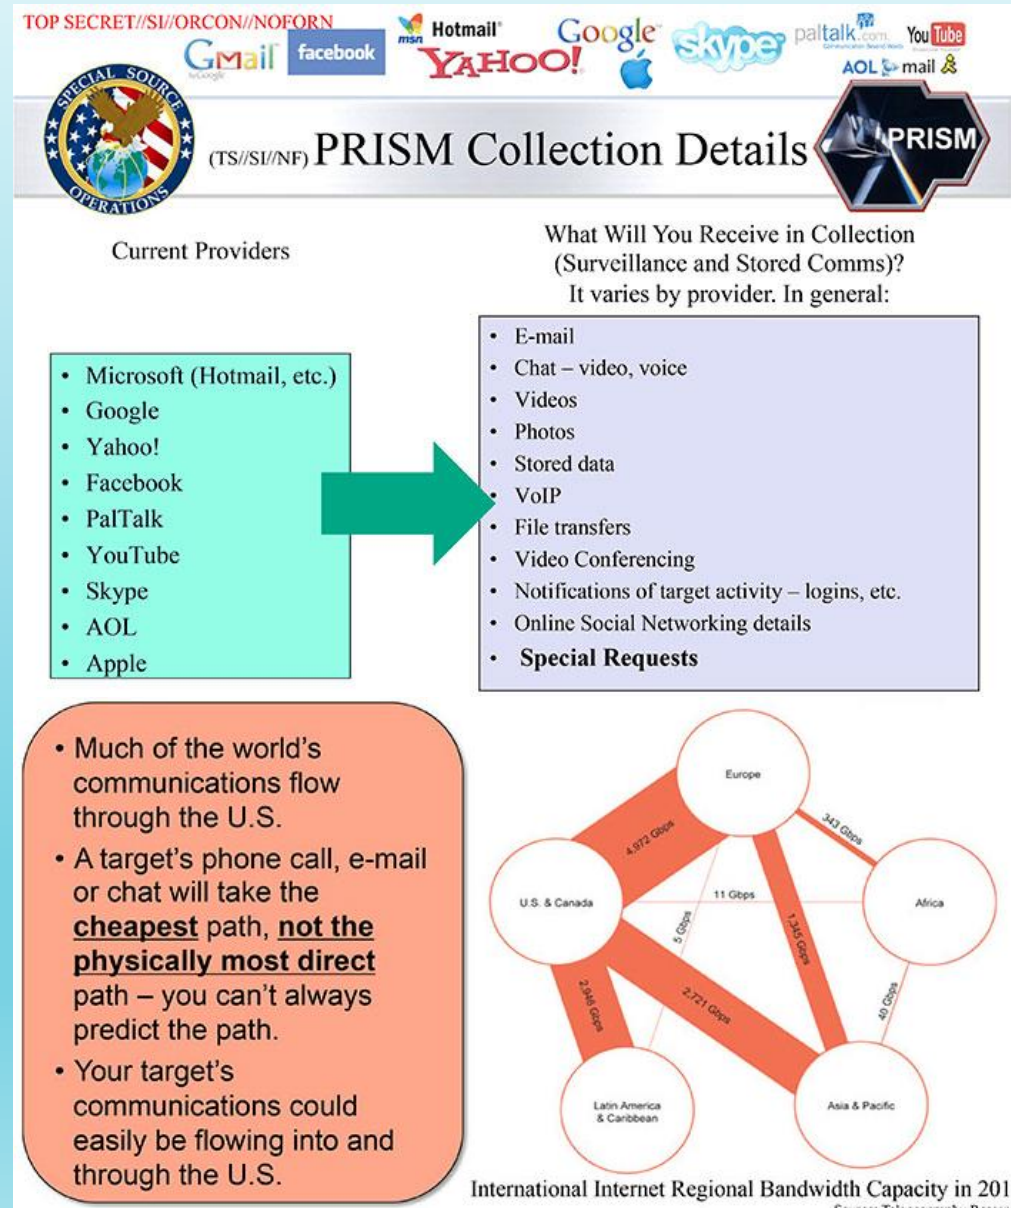 TOP SECRET//SI//ORCON//NOFORN
Gmail
by Google
facebook
msn
Hotmail
YAHOO!
Google
skype
paltalk.com
YouTube
AOL mail
SPECIAL SOURCE
OPERATIONS
(TS//SI//NF) PRISM Collection Details
PRISM
Current Providers
• Microsoft (Hotmail, etc.)
• Google
• Yahoo!
• Facebook
• PalTalk
• YouTube
• Skype
• AOL
• Apple
What Will You Receive in Collection
(Surveillance and Stored Comms)?
It varies by provider. In general:
• E-mail
• Chat – video, voice
• Videos
• Photos
• Stored data
• VoIP
• File transfers
• Video Conferencing
• Notifications of target activity – logins, etc.
• Online Social Networking details
• Special Requests
• Much of the world's
communications flow
through the U.S.
• A target's phone call, e-mail
or chat will take the
cheapest path, not the
physically most direct
path – you can't always
predict the path.
• Your target's
communications could
easily be flowing into and
through the U.S.
Europe
4,972 Gbps
343 Gbps
U.S. & Canada
11 Gbps
Africa
5 Gbps
1,345 Gbps
2,946 Gbps
2,721 Gbps
40 Gbps
Latin America
& Caribbean
Asia & Pacific
International Internet Regional Bandwidth Capacity in 201